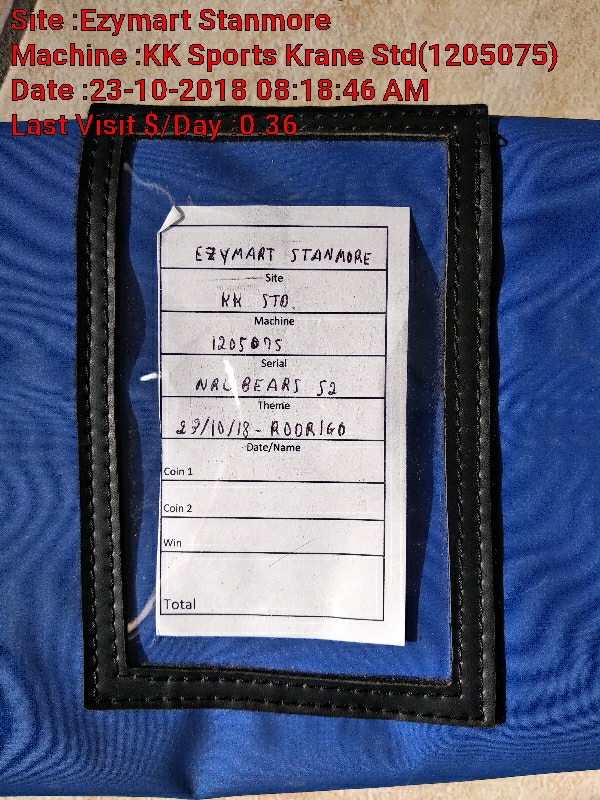 Site :Ezymart Stanmore
Machine :KK Sports Krane Std(1205075)
Date :23-10-2018 08:18:46 AM
Last Visit $/Day :0.36
EZYMART STANMORE
Site
KK STD.
Machine
1205075
Serial
NRL BEARS S2
Theme
23/10/18 - RODRIGO
Date/Name
Coin 1
Coin 2
Win
Total